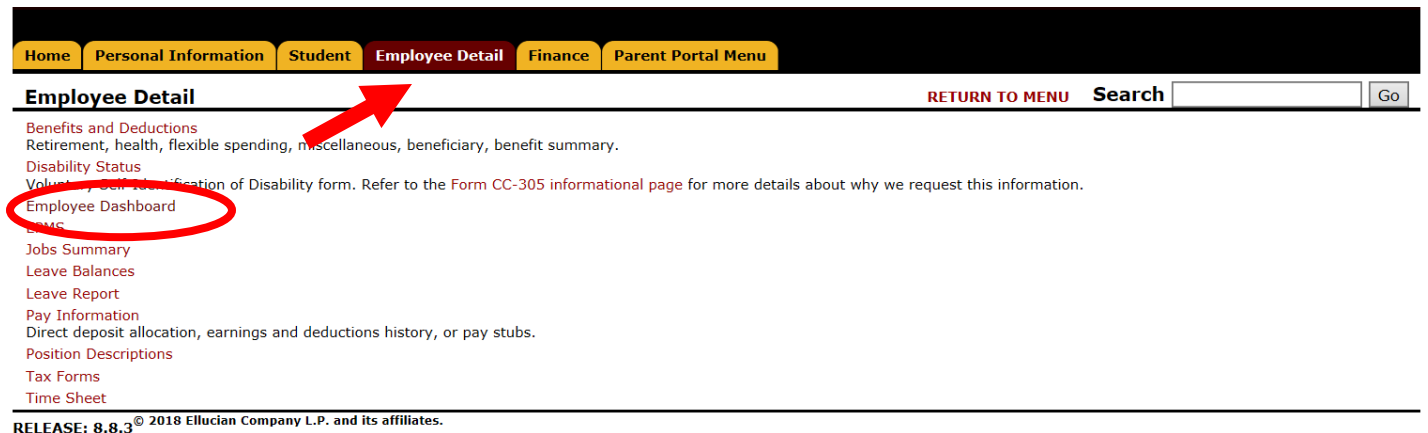 Home Personal Information Student Employee Detail Finance Parent Portal Menu
Employee Detail RETURN TO MENU Search Go
Benefits and Deductions
Retirement, health, flexible spending, miscellaneous, beneficiary, benefit summary.
Disability Status
Voluntary Self-Identification of Disability form. Refer to the Form CC-305 informational page for more details about why we request this information.
Employee Dashboard
EPMS
Jobs Summary
Leave Balances
Leave Report
Pay Information
Direct deposit allocation, earnings and deductions history, or pay stubs.
Position Descriptions
Tax Forms
Time Sheet
RELEASE: 8.8.3 © 2018 Ellucian Company L.P. and its affiliates.